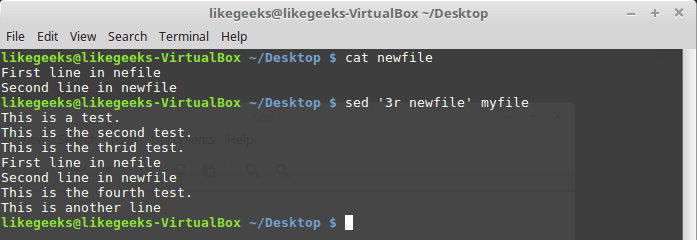 likegeeks@likegeeks-VirtualBox ~/Desktop
File Edit View Search Terminal Help
likegeeks@likegeeks-VirtualBox ~/Desktop $ cat newfile
First line in nefile
Second line in newfile
likegeeks@likegeeks-VirtualBox ~/Desktop $ sed '3r newfile' myfile
This is a test.
This is the second test.
This is the thrid test.
First line in nefile
Second line in newfile
This is the fourth test.
This is another line
likegeeks@likegeeks-VirtualBox ~/Desktop $